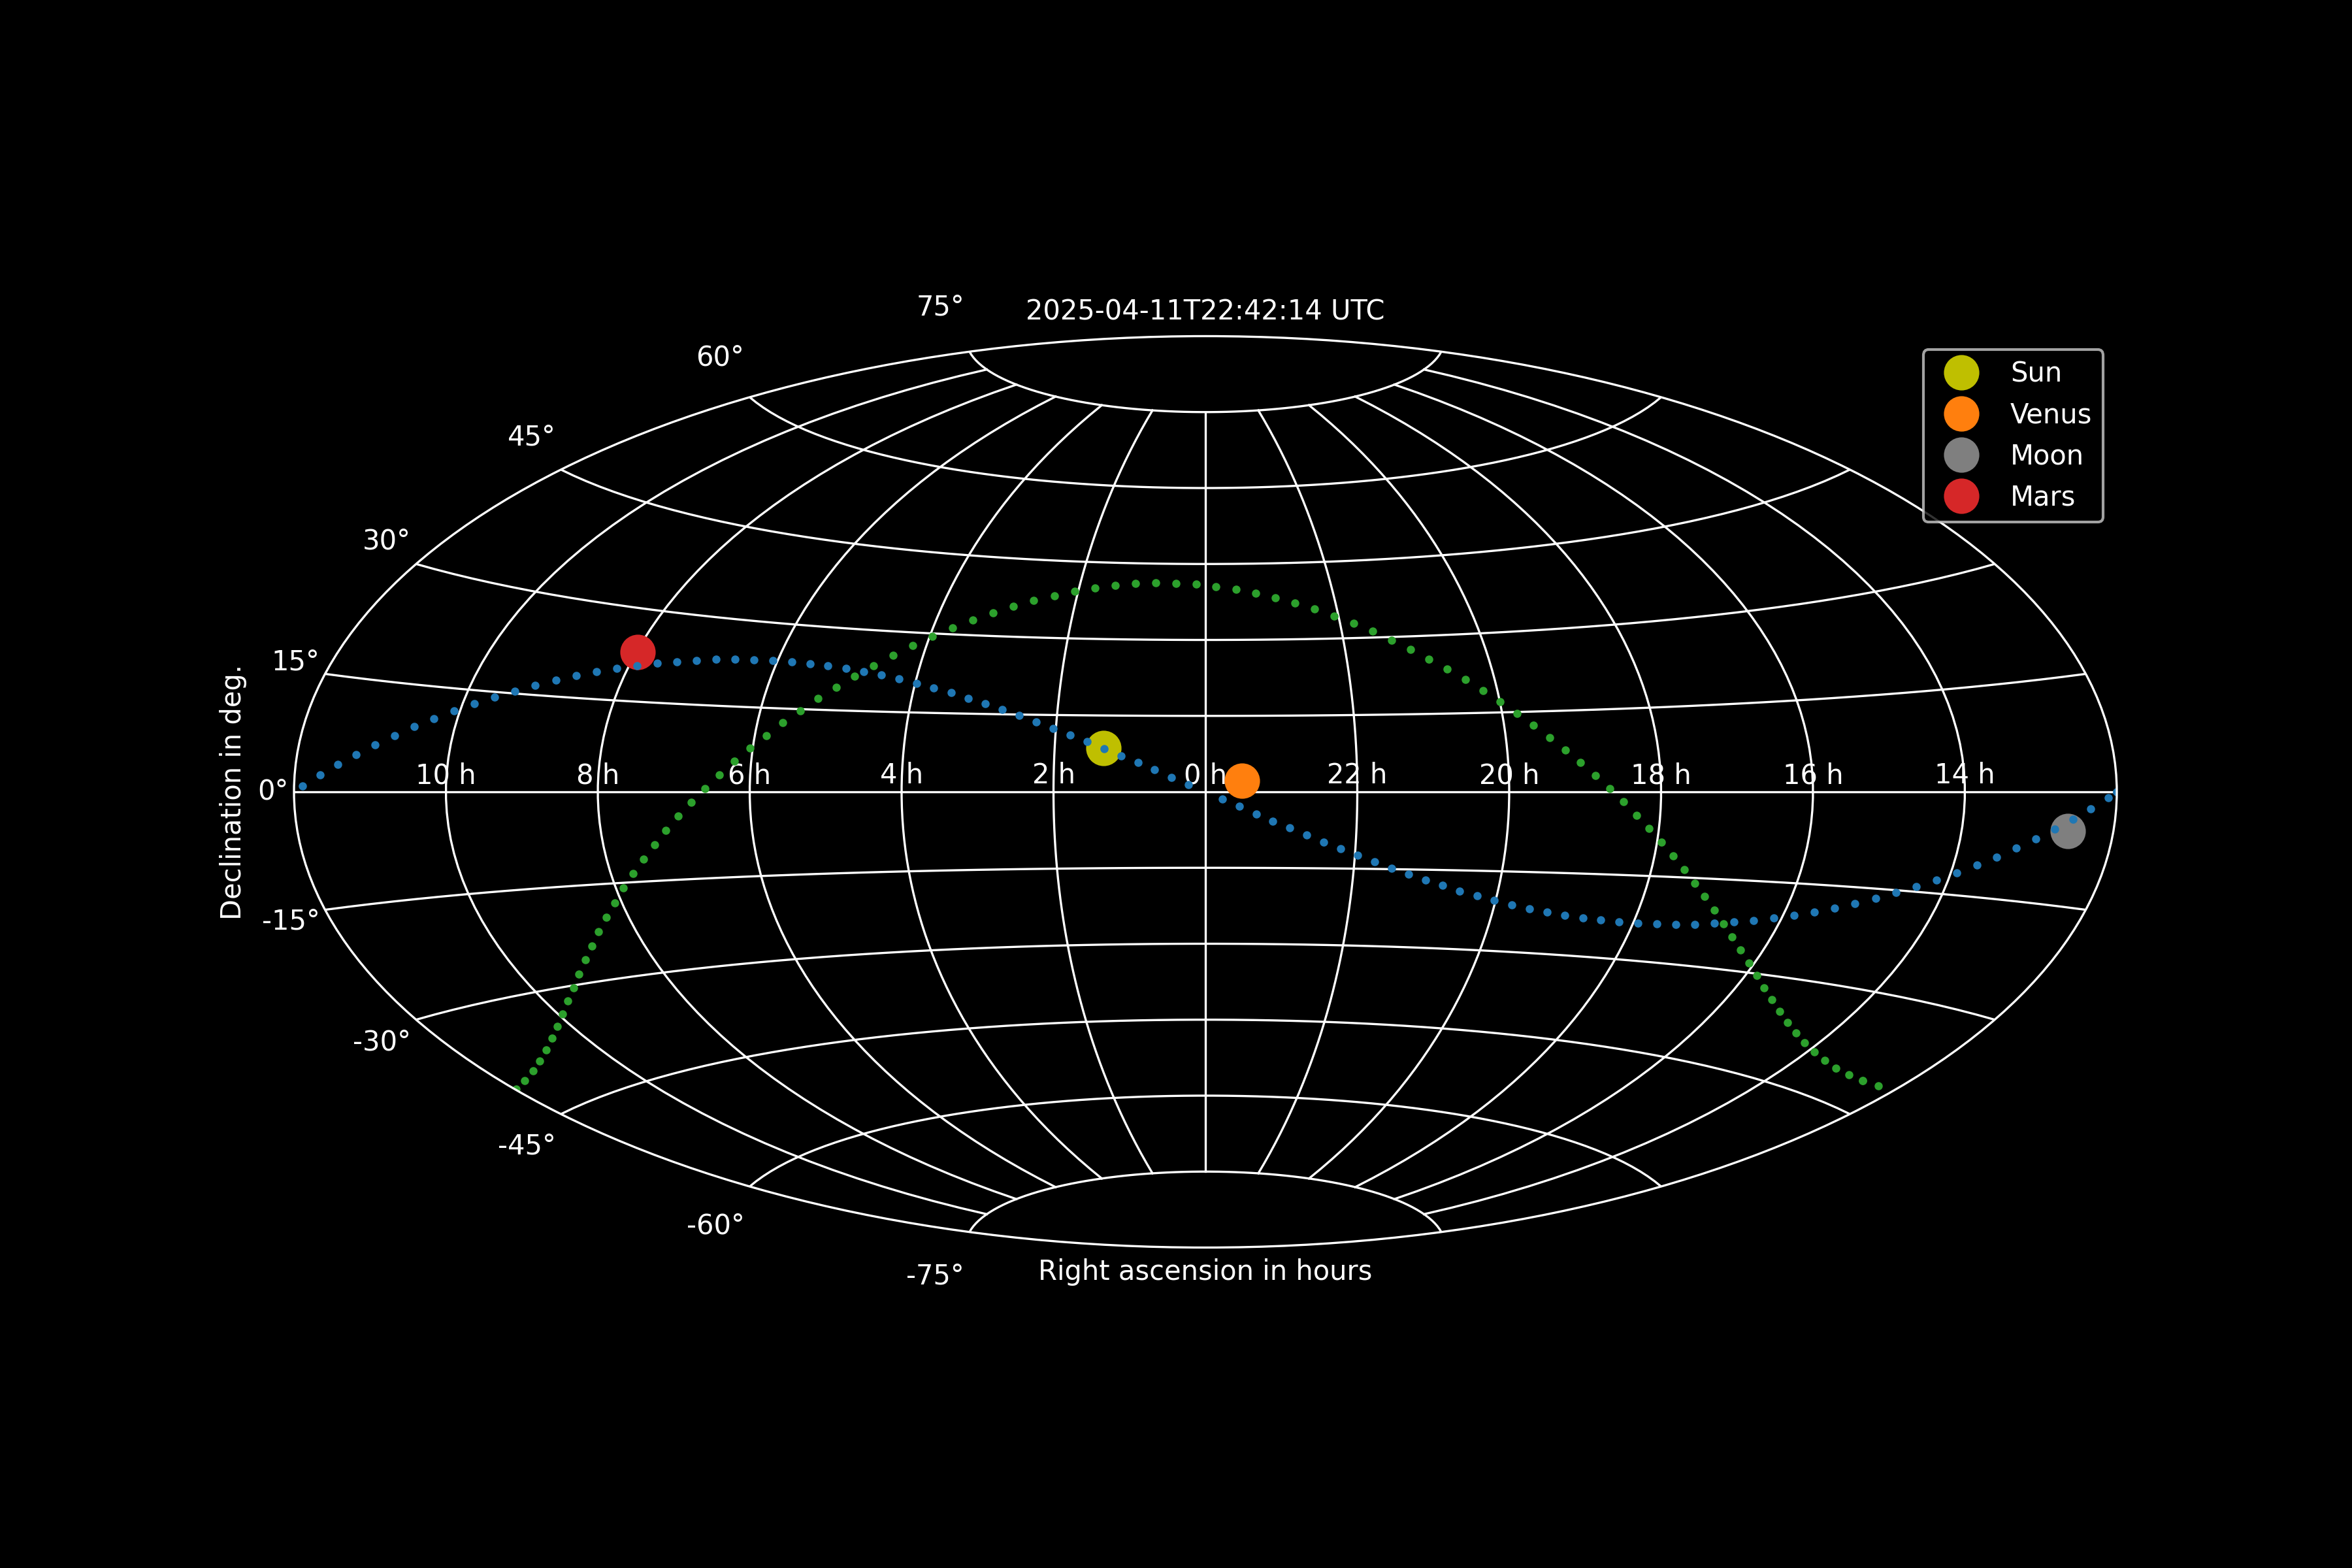 75°
2025-04-11T22:42:14 UTC
60°
Sun
Venus
45°
Moon
Mars
30°
15°
10 h
8 h
6 h
4 h
2 h
0 h
22 h
20 h
18 h
16 h
14 h
0°
Declination in deg.
-15°
-30°
-45°
-60°
-75°
Right ascension in hours